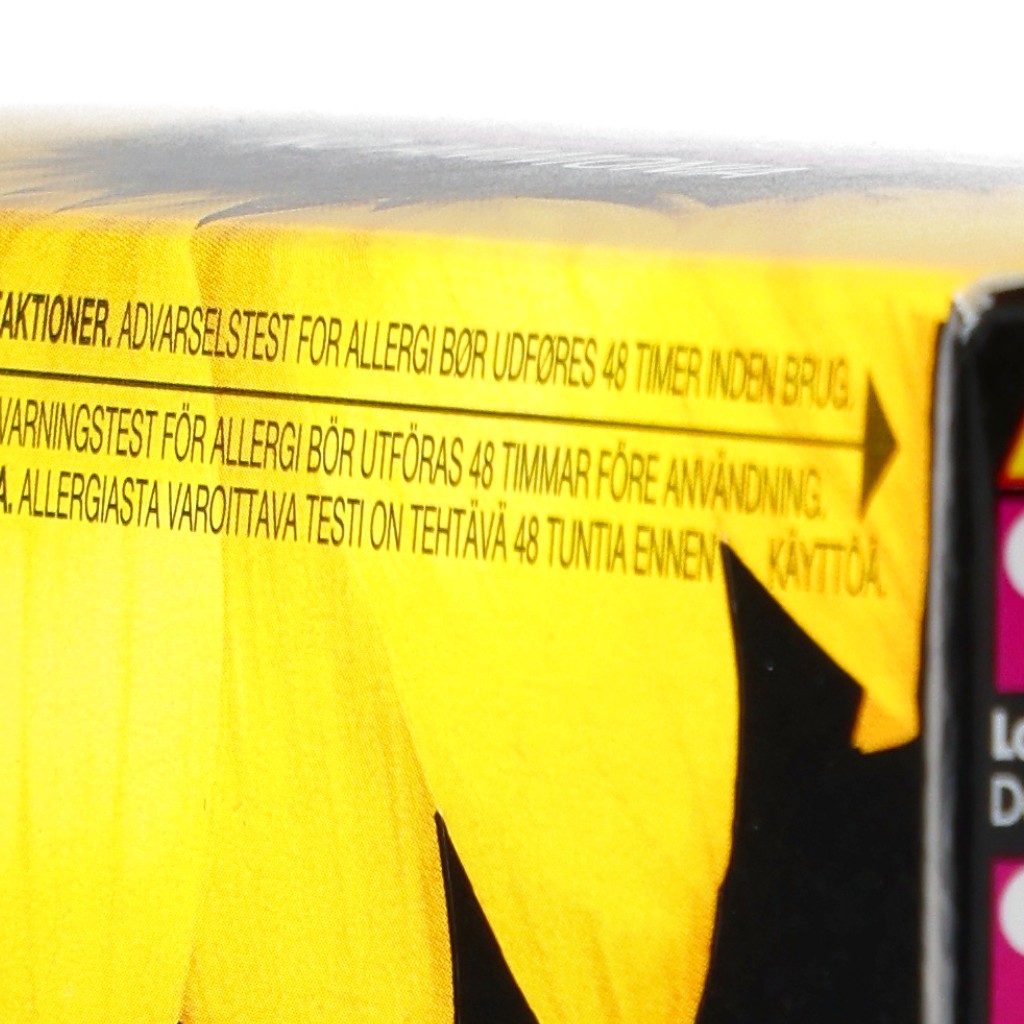 AKTIONER. ADVARSELSTEST FOR ALLERGI BØR UDFØRES 48 TIMER INDEN BRUG.
VARNINGSTEST FÖR ALLERGI BÖR UTFÖRAS 48 TIMMAR FÖRE ANVÄNDNING.
A. ALLERGIASTA VAROITTAVA TESTI ON TEHTÄVÄ 48 TUNTIA ENNEN KÄYTTÖÄ.